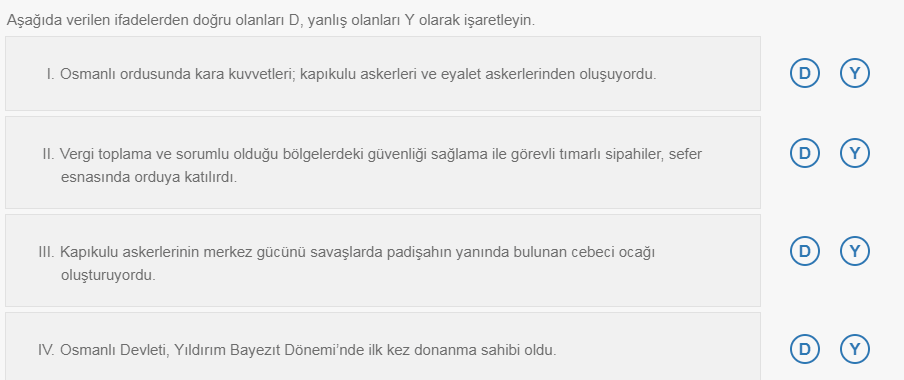 Aşağıda verilen ifadelerden doğru olanları D, yanlış olanları Y olarak işaretleyin.
I. Osmanlı ordusunda kara kuvvetleri; kapıkulu askerleri ve eyalet askerlerinden oluşuyordu.
D Y
II. Vergi toplama ve sorumlu olduğu bölgelerdeki güvenliği sağlama ile görevli tımarlı sipahiler, sefer
esnasında orduya katılırdı.
D Y
III. Kapıkulu askerlerinin merkez gücünü savaşlarda padişahın yanında bulunan cebeci ocağı
oluşturuyordu.
D Y
IV. Osmanlı Devleti, Yıldırım Bayezıt Dönemi’nde ilk kez donanma sahibi oldu.
D Y